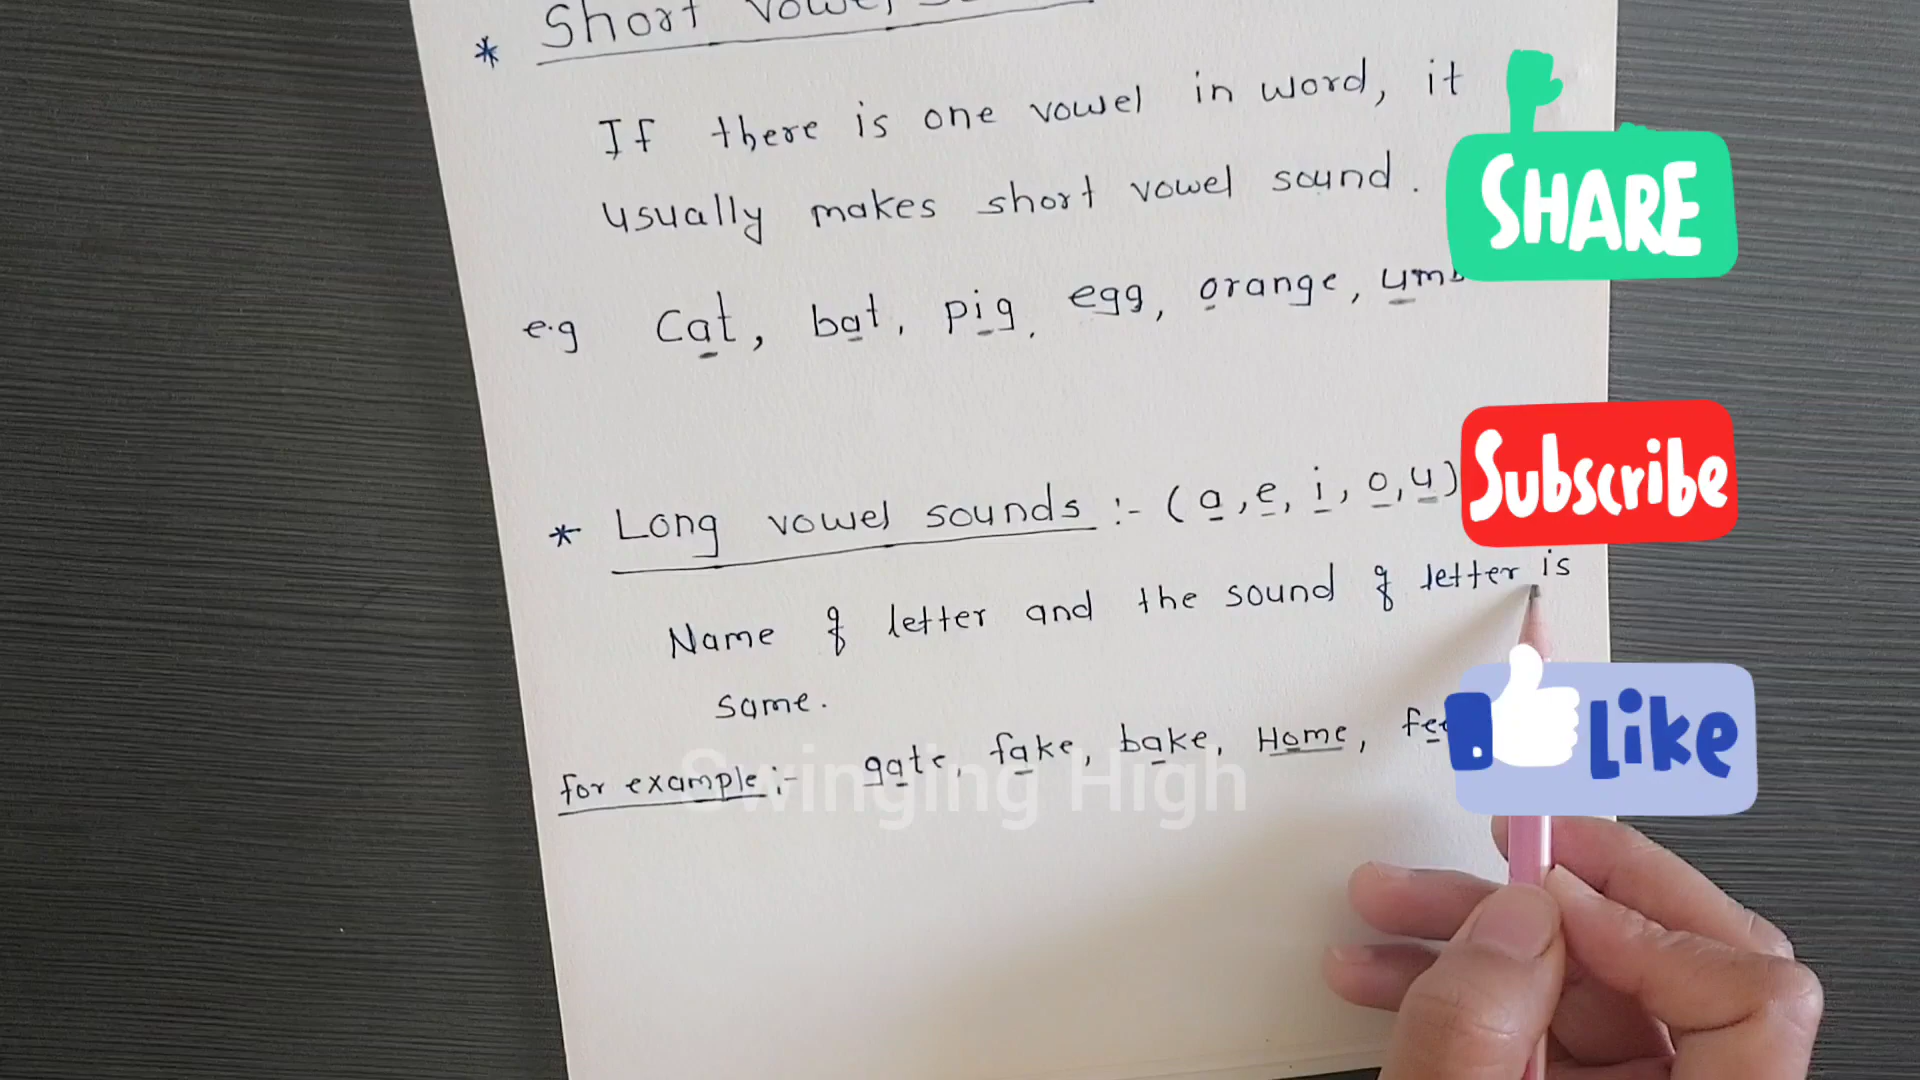 * Short vowel
If there is one vowel in word, it
usually makes short vowel sound.
e.g Cat, bat, pig, egg, orange,
* Long vowel sounds :- (a, e, i, o, u)
Name of letter and the sound of letter is
same.
for example :- gate, fake, bake, Home,
Swinging High
SHARE
Subscribe
Like